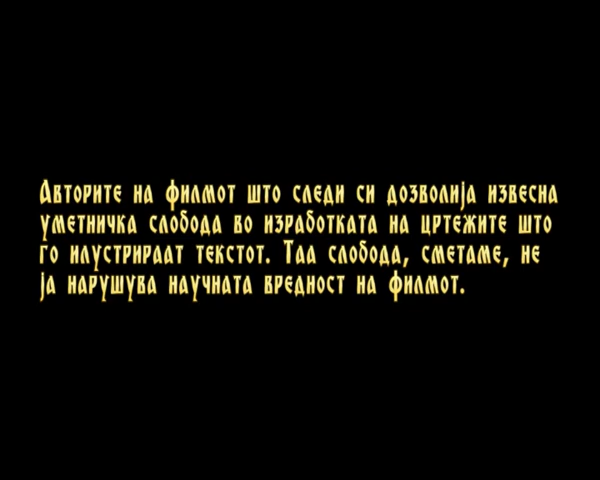 Авторите на филмот што следи си дозволија извесна
уметничка слобода во изработката на цртежите што
го илустрираат текстот. Таа слобода, сметаме, не
ја нарушува научната вредност на филмот.